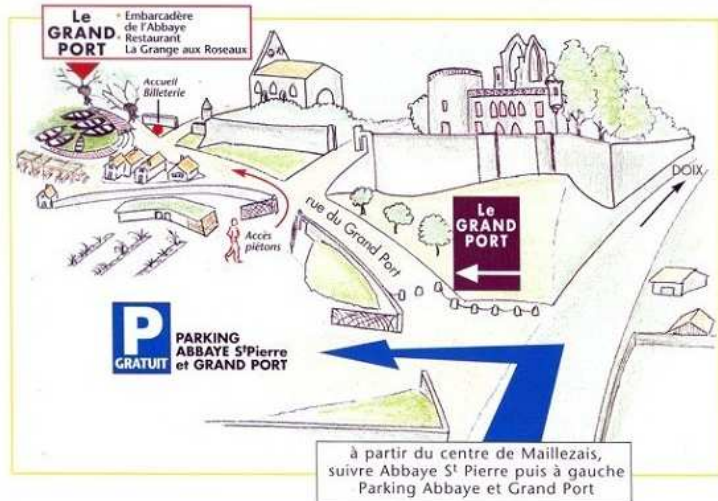 Le
GRAND
PORT
• Embarcadère
de l'Abbaye
• Restaurant
La Grange aux Roseaux
Accueil
Billeterie
DOIX
rue du Grand Port
Le
GRAND
PORT
Accès
piétons
P
GRATUIT
PARKING
ABBAYE St Pierre
et GRAND PORT
à partir du centre de Maillezais,
suivre Abbaye St Pierre puis à gauche
Parking Abbaye et Grand Port